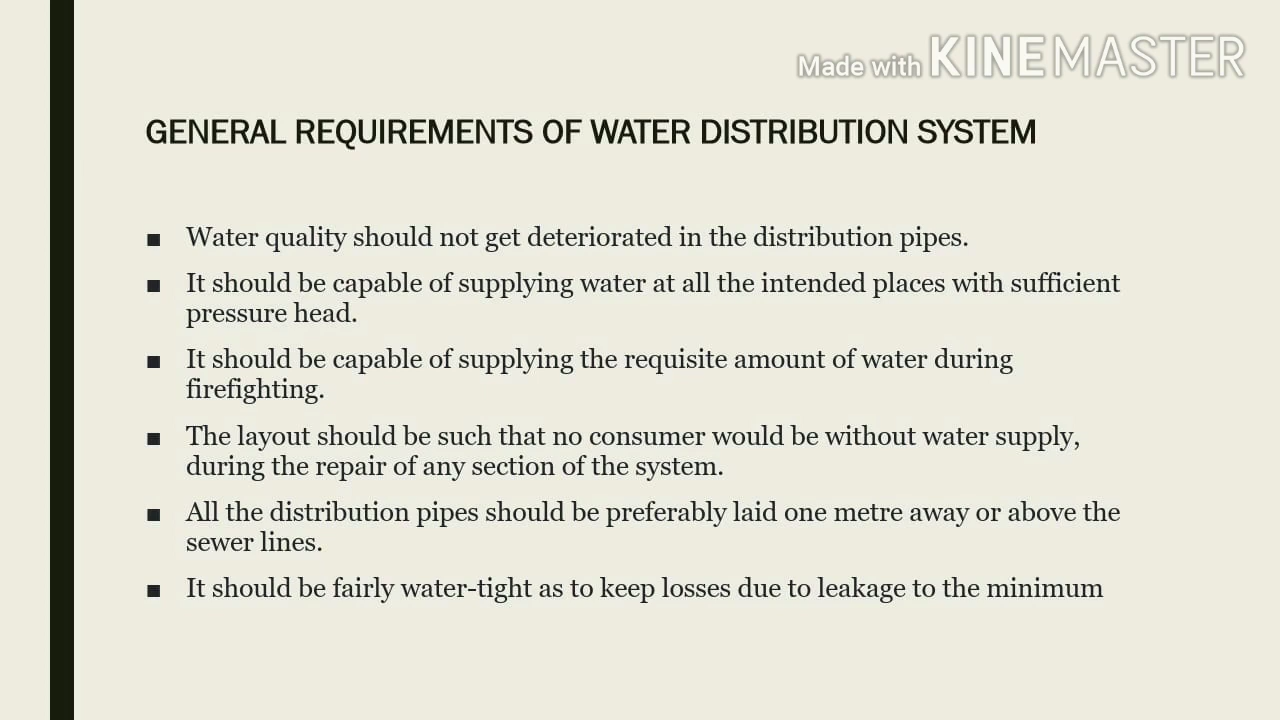 Made with KINEMASTER
GENERAL REQUIREMENTS OF WATER DISTRIBUTION SYSTEM
■ Water quality should not get deteriorated in the distribution pipes.
■ It should be capable of supplying water at all the intended places with sufficient
pressure head.
■ It should be capable of supplying the requisite amount of water during
firefighting.
■ The layout should be such that no consumer would be without water supply,
during the repair of any section of the system.
■ All the distribution pipes should be preferably laid one metre away or above the
sewer lines.
■ It should be fairly water-tight as to keep losses due to leakage to the minimum